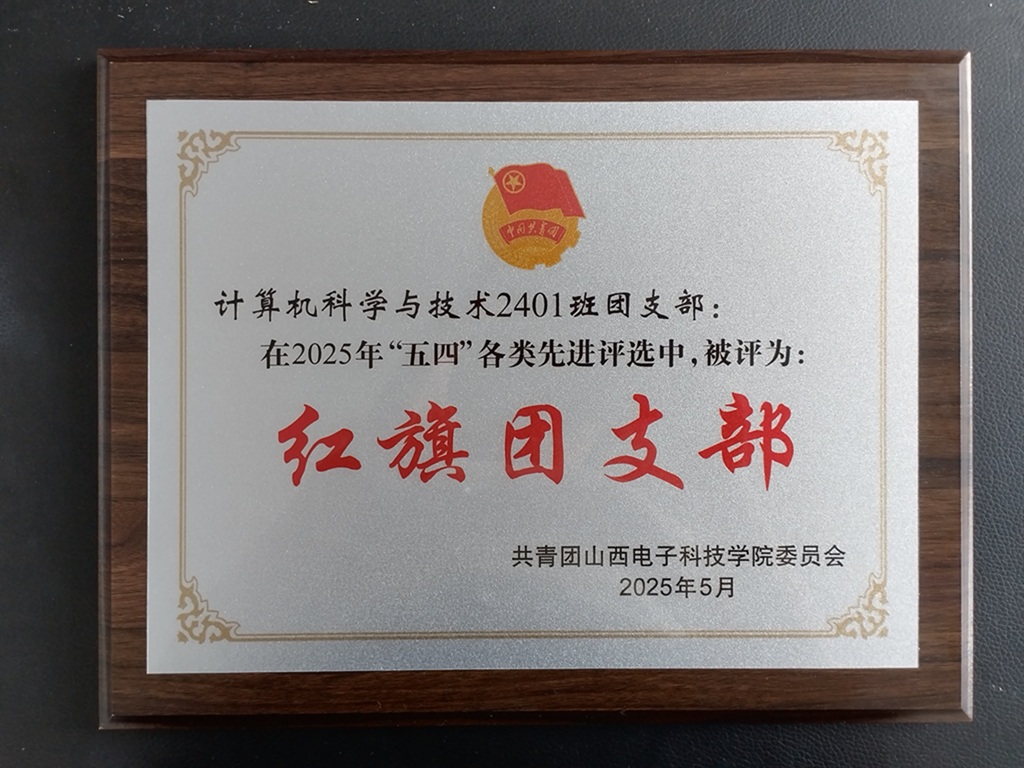 中国共青团
计算机科学与技术2401班团支部：
在2025年“五四”各类先进评选中，被评为：
红旗团支部
共青团山西电子科技学院委员会
2025年5月